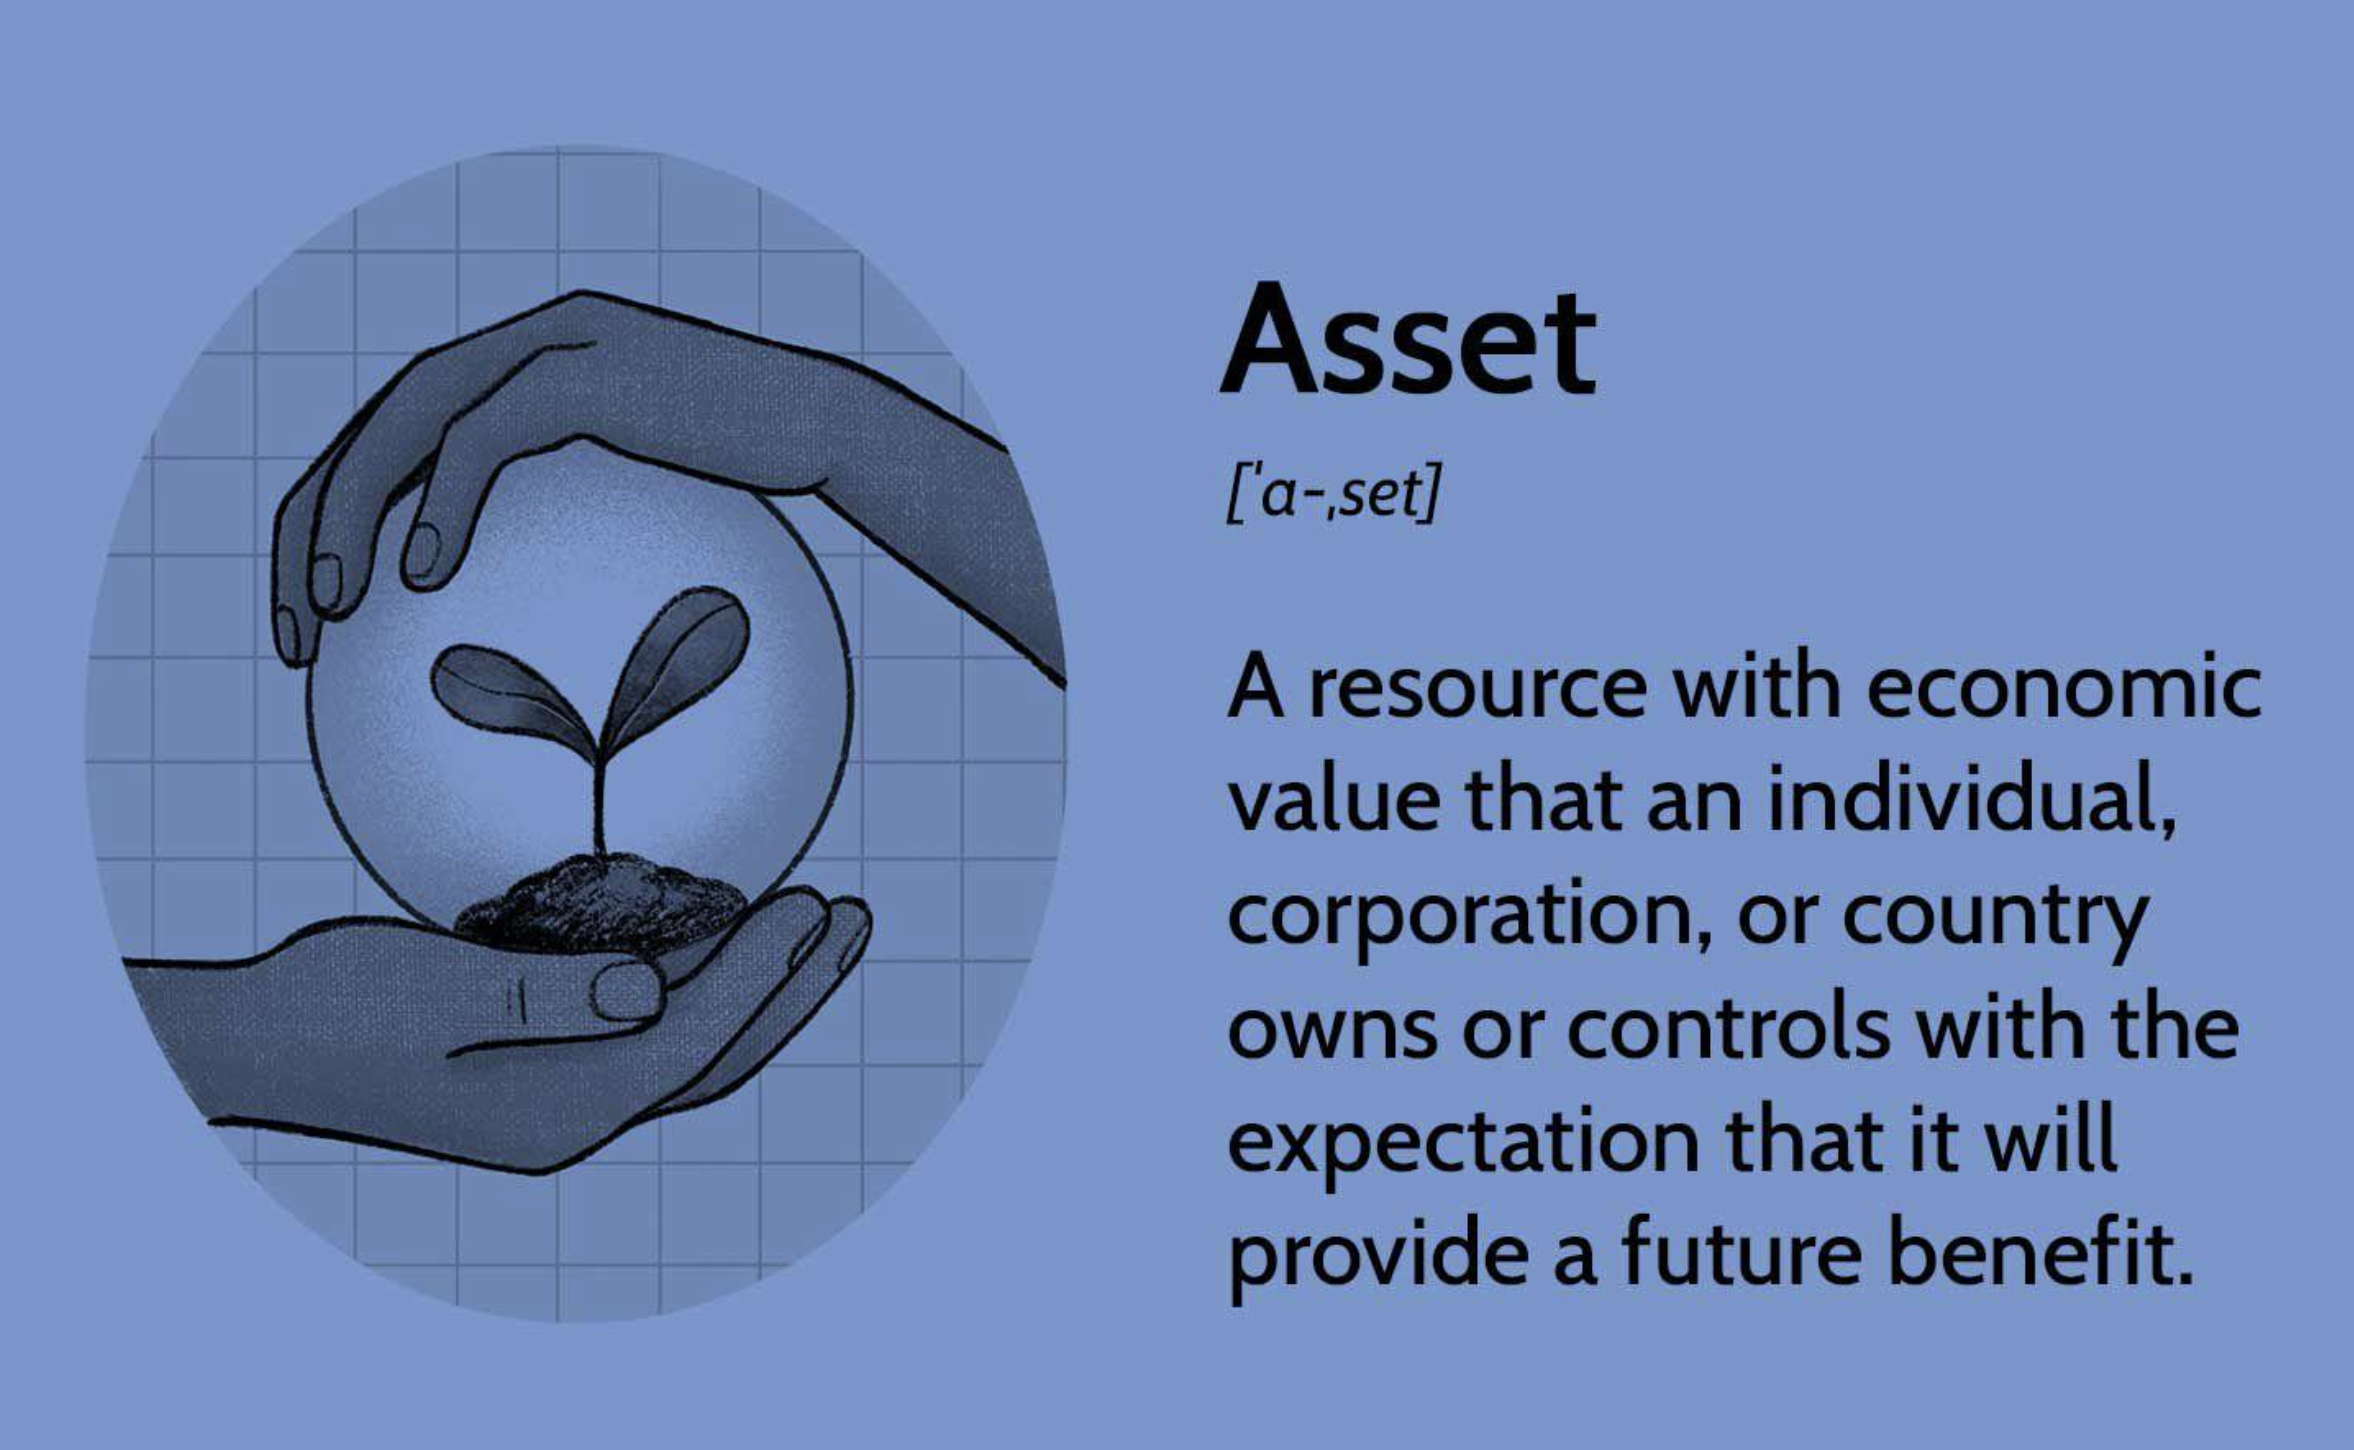 Asset
[ˈa-ˌset]
A resource with economic
value that an individual,
corporation, or country
owns or controls with the
expectation that it will
provide a future benefit.